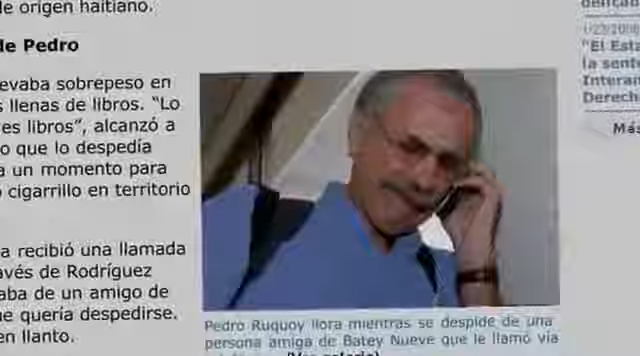 de origen haitiano.
de Pedro
evaba sobrepeso en
s llenas de libros. "Lo
es libros", alcanzó a
o que lo despedía
a un momento para
cigarrillo en territorio
a recibió una llamada
avés de Rodríguez
aba de un amigo de
ue quería despedirse.
en llanto.
Pedro Ruquoy llora mientras se despide de una
persona amiga de Batey Nueve que le llamó vía
"El Esta
la sente
Interam
Derech
Más